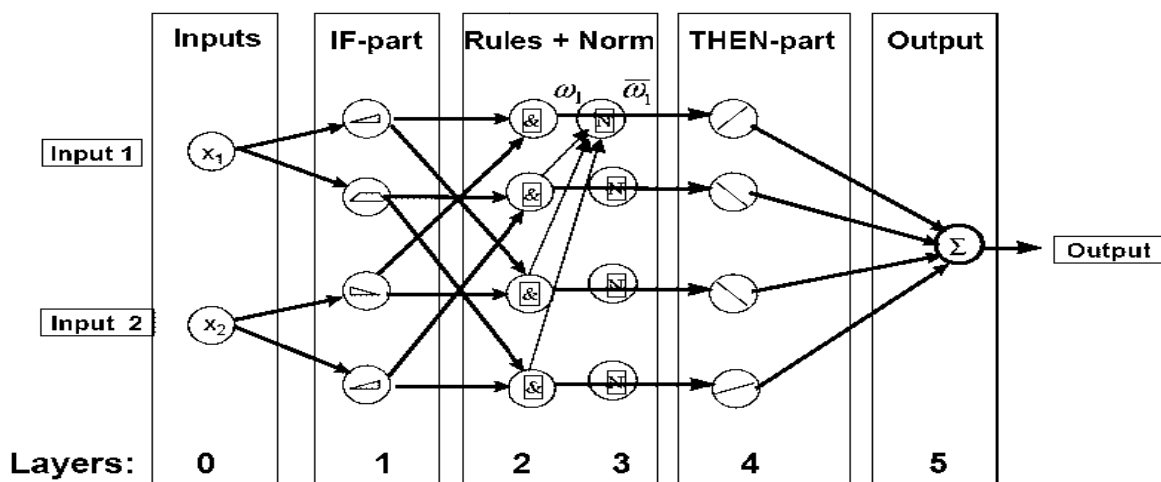 Inputs IF-part Rules + Norm THEN-part Output
ω₁ ω̅₁
& N
Input 1 x₁
& N
Σ Output
& N
Input 2 x₂
& N
Layers: 0 1 2 3 4 5